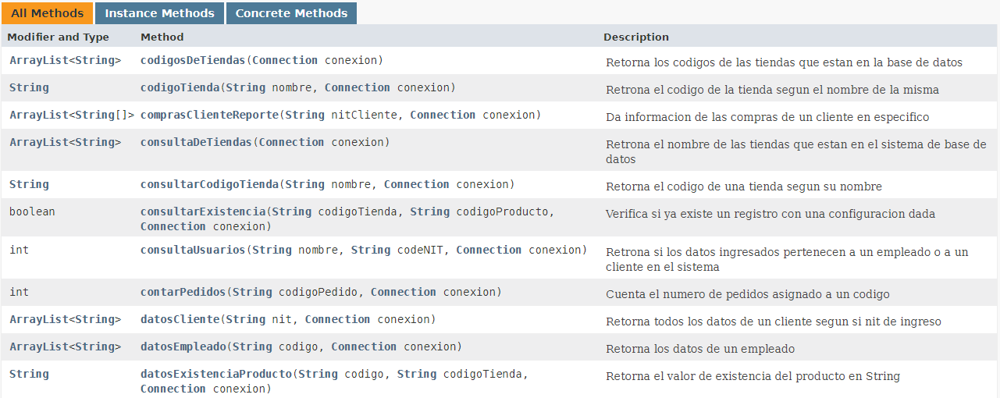 All Methods Instance Methods Concrete Methods
Modifier and Type Method Description
ArrayList<String> codigosDeTiendas(Connection conexion) Retorna los codigos de las tiendas que estan en la base de datos
String codigoTienda(String nombre, Connection conexion) Retrona el codigo de la tienda segun el nombre de la misma
ArrayList<String[]> comprasClienteReporte(String nitCliente, Connection conexion) Da informacion de las compras de un cliente en especifico
ArrayList<String> consultaDeTiendas(Connection conexion) Retrona el nombre de las tiendas que estan en el sistema de base de
datos
String consultarCodigoTienda(String nombre, Connection conexion) Retorna el codigo de una tienda segun su nombre
boolean consultarExistencia(String codigoTienda, String codigoProducto, Verifica si ya existe un registro con una configuracion dada
Connection conexion)
int consultaUsuarios(String nombre, String codeNIT, Connection conexion) Retrona si los datos ingresados pertenecen a un empleado o a un
cliente en el sistema
int contarPedidos(String codigoPedido, Connection conexion) Cuenta el numero de pedidos asignado a un codigo
ArrayList<String> datosCliente(String nit, Connection conexion) Retorna todos los datos de un cliente segun si nit de ingreso
ArrayList<String> datosEmpleado(String codigo, Connection conexion) Retorna los datos de un empleado
String datosExistenciaProducto(String codigo, String codigoTienda, Retorna el valor de existencia del producto en String
Connection conexion)